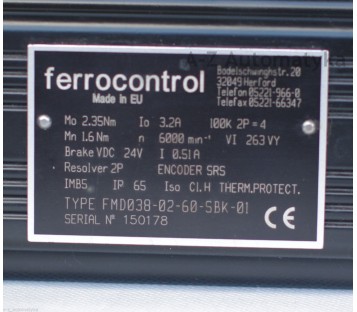 A-Z Automatyka
ferrocontrol
Made in EU
Bodelschwinghstr.20
32049 Herford
Telefon 05221-966-0
Telefax 05221-66347
Mo 2.35Nm Io 3.2A 100K 2P=4
Mn 1.6Nm n 6000 min⁻¹ VI 263VY
Brake VDC 24V I 0.51A
Resolver 2P ENCODER SRS
IMB5 IP 65 Iso Cl.H THERM.PROTECT.
TYPE FMD038-02-60-SBK-01
SERIAL Nº 150178
CE